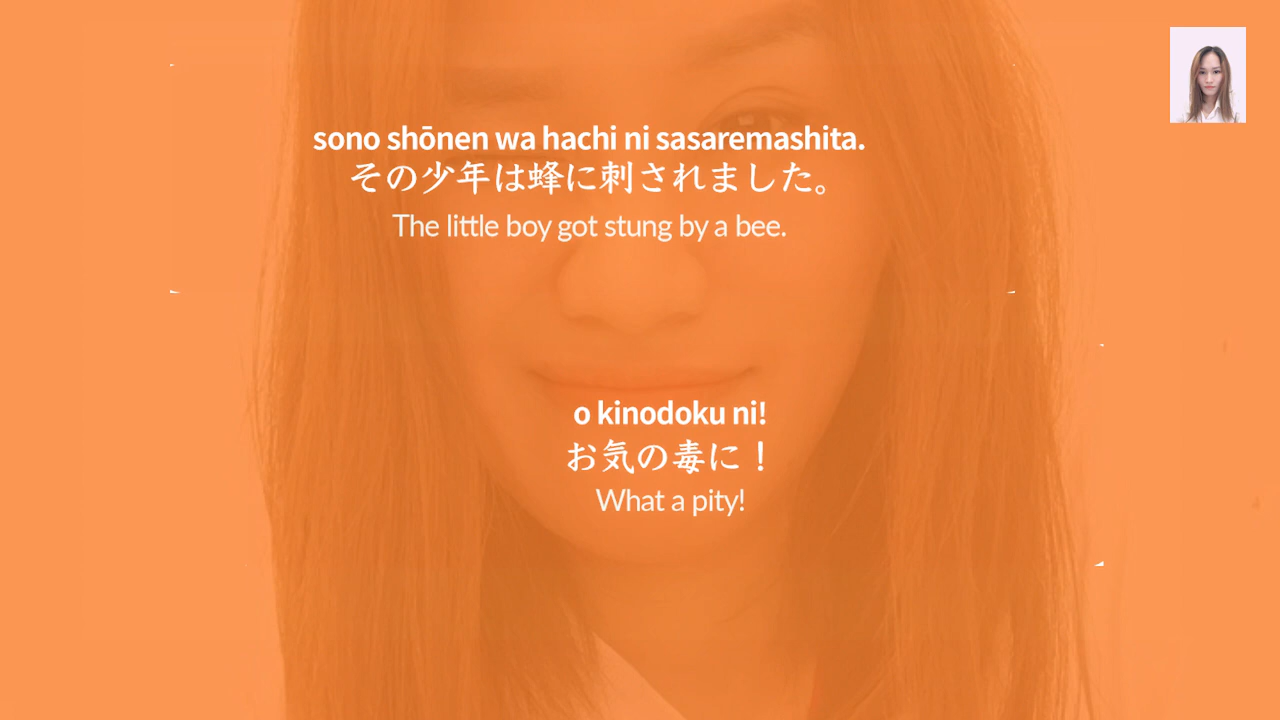 sono shōnen wa hachi ni sasaremashita.
その少年は蜂に刺されました。
The little boy got stung by a bee.
o kinodoku ni!
お気の毒に！
What a pity!